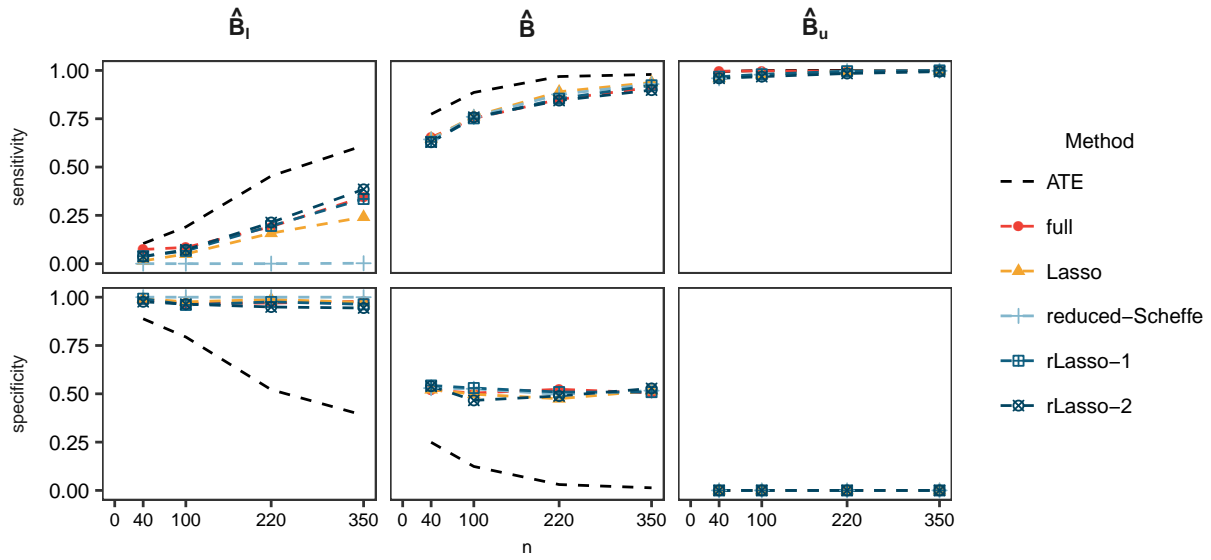 B̂ₗ
B̂
B̂ᵤ
sensitivity
1.00
0.75
0.50
0.25
0.00
specificity
1.00
0.75
0.50
0.25
0.00
0 40 100 220 350
0 40 100 220 350
0 40 100 220 350
n
Method
ATE
full
Lasso
reduced−Scheffe
rLasso−1
rLasso−2